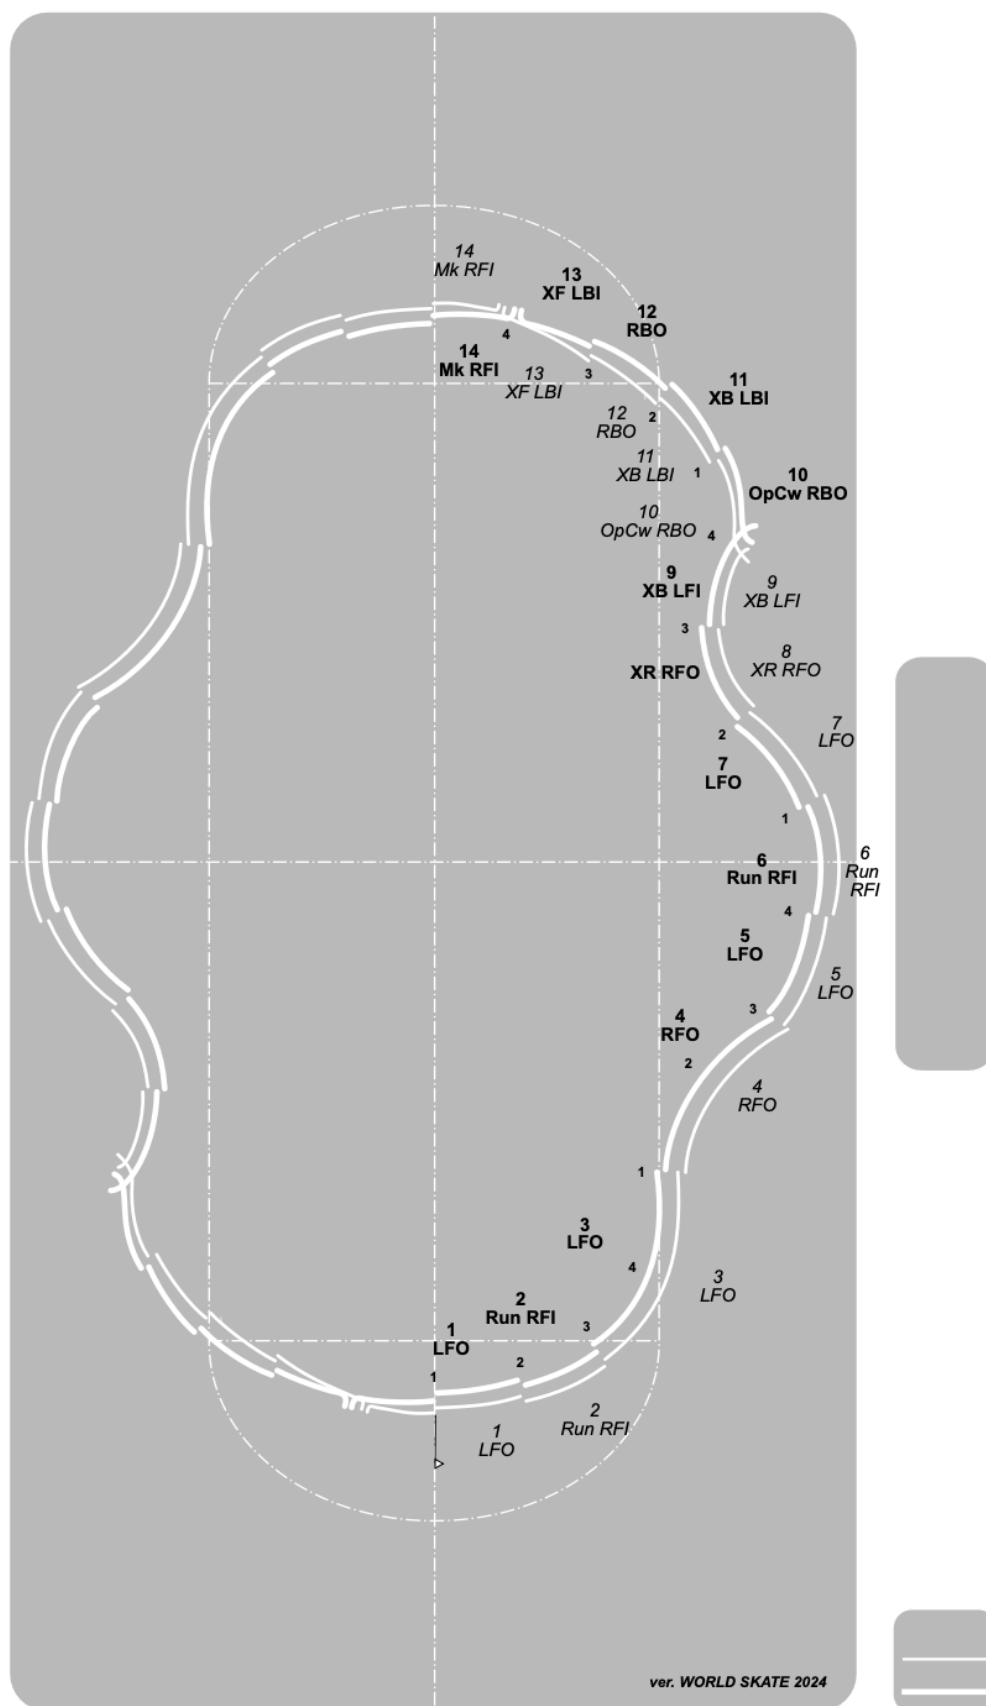 14
Mk RFI
13
XF LBI
12
RBO
4
14
Mk RFI
13
XF LBI
3
11
XB LBI
12
RBO
2
11
XB LBI
1
10
OpCw RBO
10
OpCw RBO
4
9
XB LFI
9
XB LFI
3
XR RFO
8
XR RFO
7
LFO
2
7
LFO
1
6
Run RFI
6
Run
RFI
4
5
LFO
5
LFO
3
4
RFO
2
4
RFO
1
3
LFO
4
3
LFO
2
Run RFI
3
1
LFO
2
1
2
Run RFI
1
LFO
ver. WORLD SKATE 2024